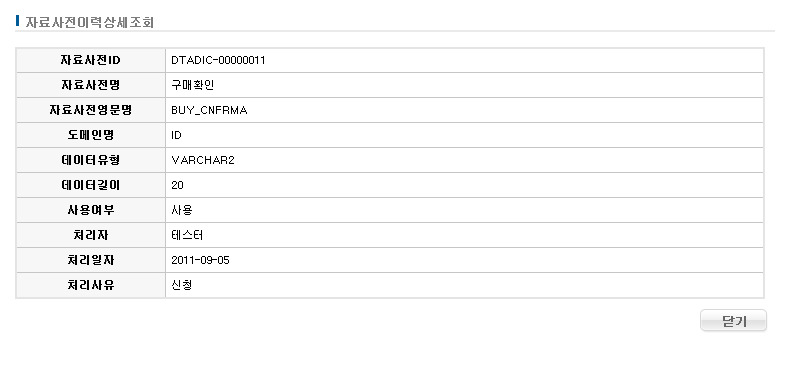 자료사전이력상세조회
자료사전ID DTADIC-00000011
자료사전명 구매확인
자료사전영문명 BUY_CNFRMA
도메인명 ID
데이터유형 VARCHAR2
데이터길이 20
사용여부 사용
처리자 테스터
처리일자 2011-09-05
처리사유 신청
닫기